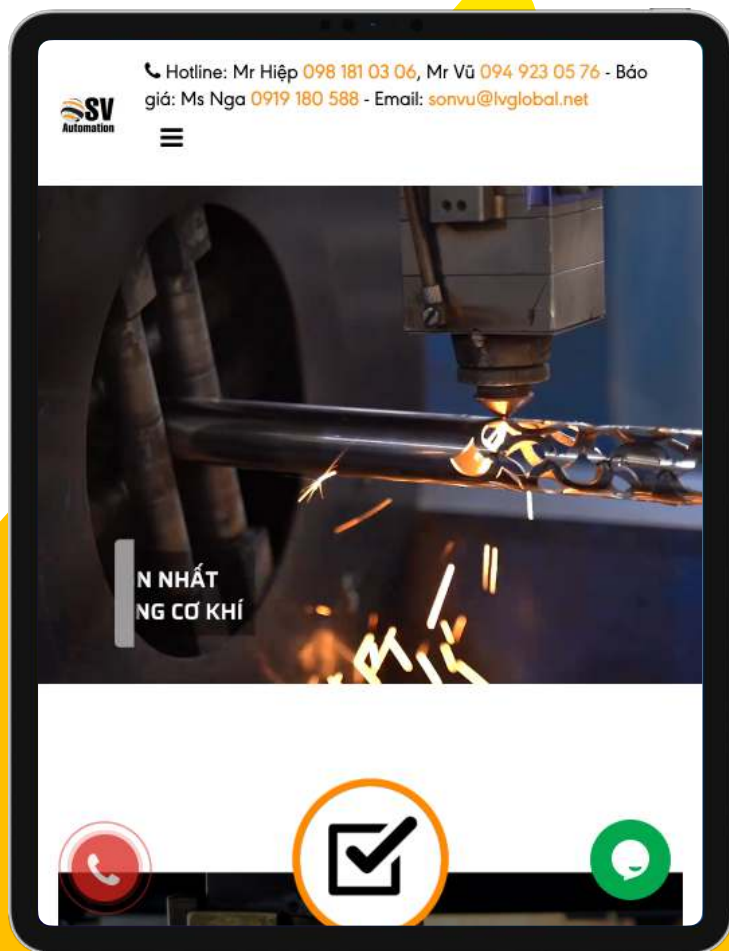 Hotline: Mr Hiệp 098 181 03 06, Mr Vũ 094 923 05 76 - Báo
giá: Ms Nga 0919 180 588 - Email: sonvu@lvglobal.net
SV
Automation
N NHẤT
NG CƠ KHÍ